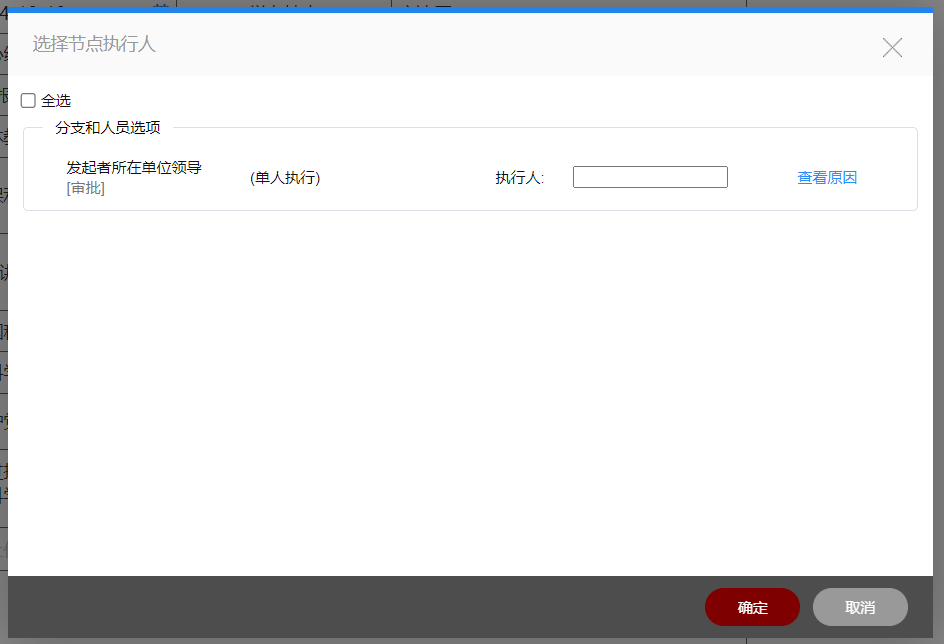 选择节点执行人
全选
分支和人员选项
发起者所在单位领导
[审批]
(单人执行)
执行人:
查看原因
确定
取消